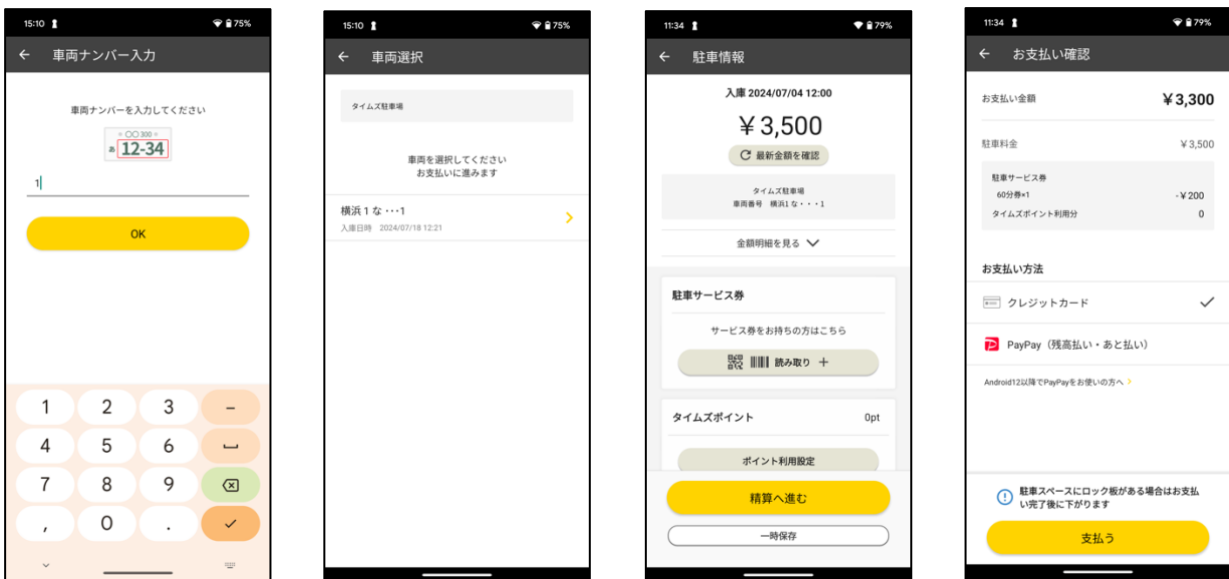 15:10 75%
車両ナンバー入力
車両ナンバーを入力してください
○○ 300
あ 12-34
1
OK
1 2 3 −
4 5 6
7 8 9
, 0 .
15:10 75%
車両選択
タイムズ駐車場
車両を選択してください
お支払いに進みます
横浜 1 な ・・・1
入庫日時 2024/07/18 12:21
11:34 79%
駐車情報
入庫 2024/07/04 12:00
¥ 3,500
最新金額を確認
タイムズ駐車場
車両番号 横浜1 な・・・1
金額明細を見る
駐車サービス券
サービス券をお持ちの方はこちら
読み取り +
タイムズポイント 0pt
ポイント利用設定
精算へ進む
一時保存
11:34 79%
お支払い確認
お支払い金額 ¥3,300
駐車料金 ¥3,500
駐車サービス券
60分券×1 -¥200
タイムズポイント利用分 0
お支払い方法
クレジットカード
PayPay(残高払い・あと払い)
Android12以降でPayPayをお使いの方へ
駐車スペースにロック板がある場合はお支払
い完了後に下がります
支払う